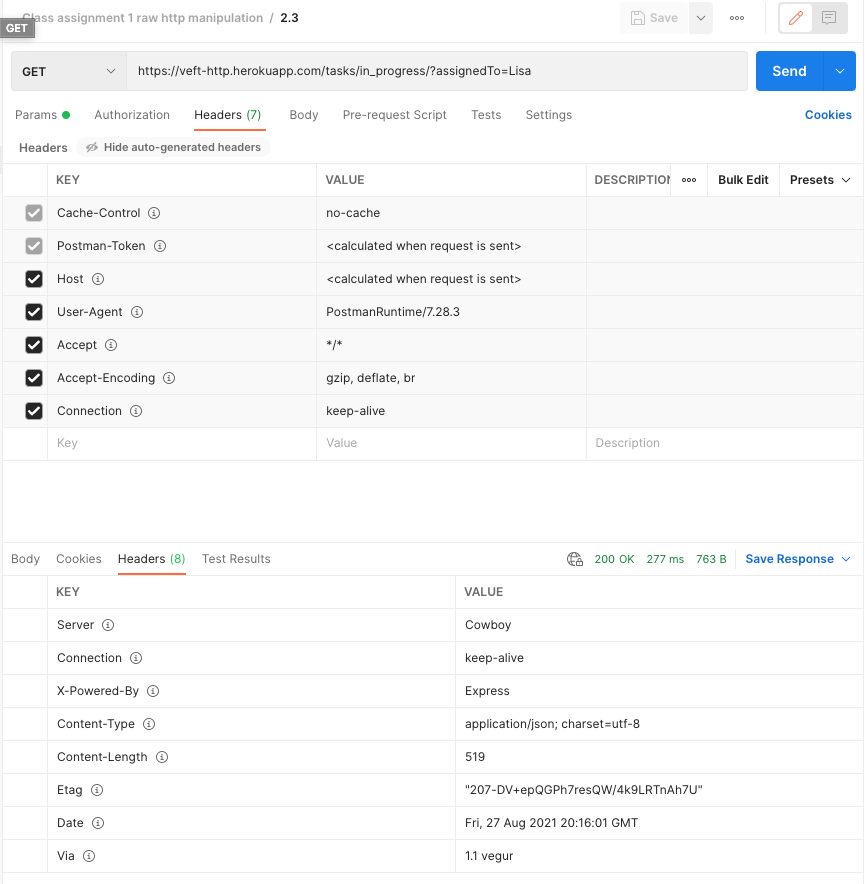 Class assignment 1 raw http manipulation / 2.3
Save
GET
GET https://veft-http.herokuapp.com/tasks/in_progress/?assignedTo=Lisa Send
Params Authorization Headers (7) Body Pre-request Script Tests Settings Cookies
Headers Hide auto-generated headers
KEY VALUE DESCRIPTION Bulk Edit Presets
Cache-Control no-cache
Postman-Token <calculated when request is sent>
Host <calculated when request is sent>
User-Agent PostmanRuntime/7.28.3
Accept */*
Accept-Encoding gzip, deflate, br
Connection keep-alive
Key Value Description
Body Cookies Headers (8) Test Results 200 OK 277 ms 763 B Save Response
KEY VALUE
Server Cowboy
Connection keep-alive
X-Powered-By Express
Content-Type application/json; charset=utf-8
Content-Length 519
Etag "207-DV+epQGPh7resQW/4k9LRTnAh7U"
Date Fri, 27 Aug 2021 20:16:01 GMT
Via 1.1 vegur